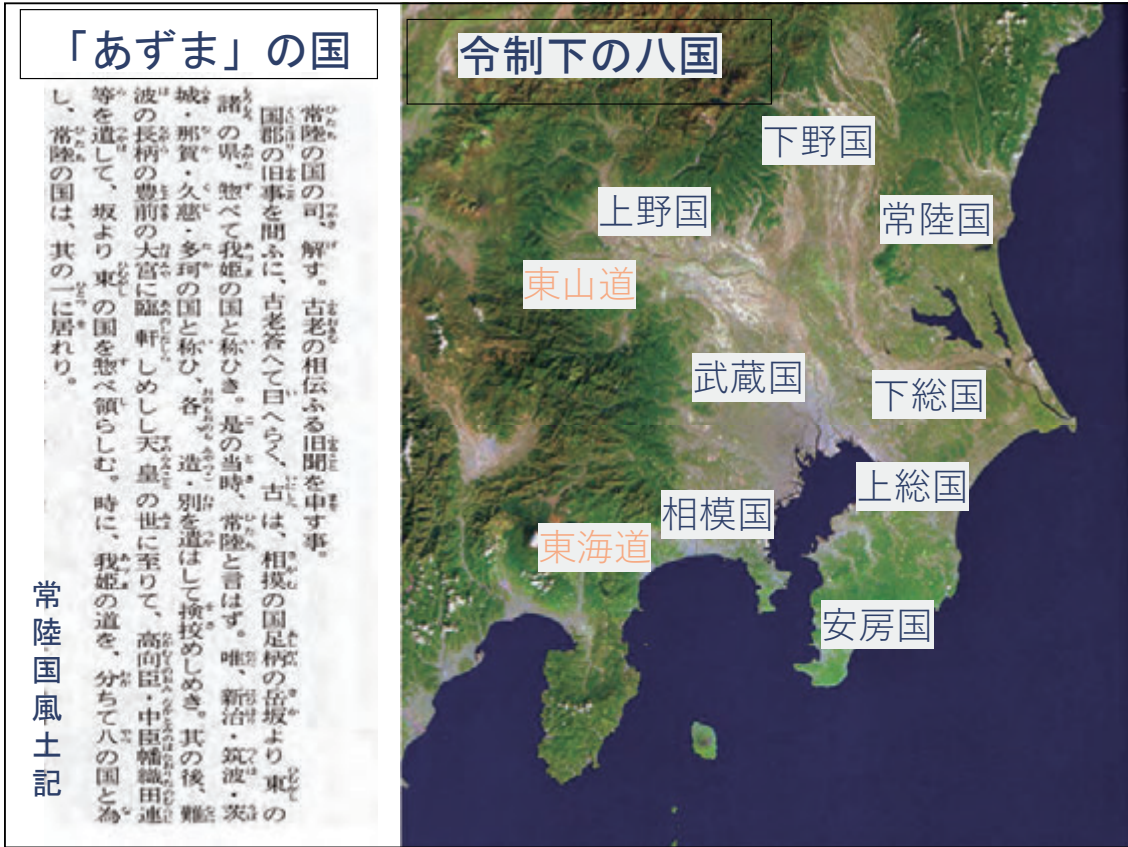 「あずま」の国
常陸の国の司、解す。古老の相伝ふる旧聞を申す事。
国郡の旧事を問ふに、古老答へて曰へらく、古は、相摸の国足柄の岳坂より東の
諸の県、惣べて我姫の国と称ひき。是の当時、常陸と言はず。唯、新治・筑波・茨
城・那賀・久慈・多珂の国と称ひ、各、造・別を遣はして検校めしめき。其の後、難
波の長柄の豊前の大宮に臨軒しめしし天皇の世に至りて、高向臣・中臣幡織田連
等を遣して、坂より東の国を惣べ領らしむ。時に、我姫の道を、分ちて八の国と為
し、常陸の国は、其の一に居れり。
常陸国風土記
令制下の八国
下野国
上野国
常陸国
東山道
武蔵国
下総国
上総国
相模国
東海道
安房国